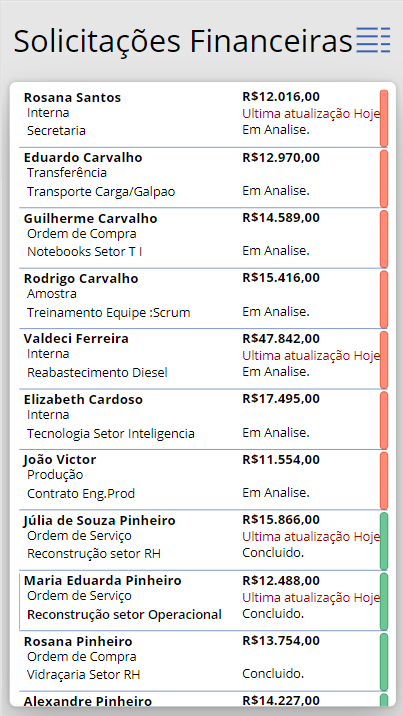 Solicitações Financeiras
Rosana Santos R$12.016,00
Interna Ultima atualização Hoje
Secretaria Em Analise.
Eduardo Carvalho R$12.970,00
Transferência
Transporte Carga/Galpao Em Analise.
Guilherme Carvalho R$14.589,00
Ordem de Compra
Notebooks Setor T I Em Analise.
Rodrigo Carvalho R$15.416,00
Amostra
Treinamento Equipe :Scrum Em Analise.
Valdeci Ferreira R$47.842,00
Interna Ultima atualização Hoje
Reabastecimento Diesel Em Analise.
Elizabeth Cardoso R$17.495,00
Interna
Tecnologia Setor Inteligencia Em Analise.
João Victor R$11.554,00
Produção
Contrato Eng.Prod Em Analise.
Júlia de Souza Pinheiro R$15.866,00
Ordem de Serviço Ultima atualização Hoje
Reconstrução setor RH Concluido.
Maria Eduarda Pinheiro R$12.488,00
Ordem de Serviço Ultima atualização Hoje
Reconstrução setor Operacional Concluido.
Rosana Pinheiro R$13.754,00
Ordem de Compra
Vidraçaria Setor RH Concluido.
Alexandre Pinheiro R$14.227,00